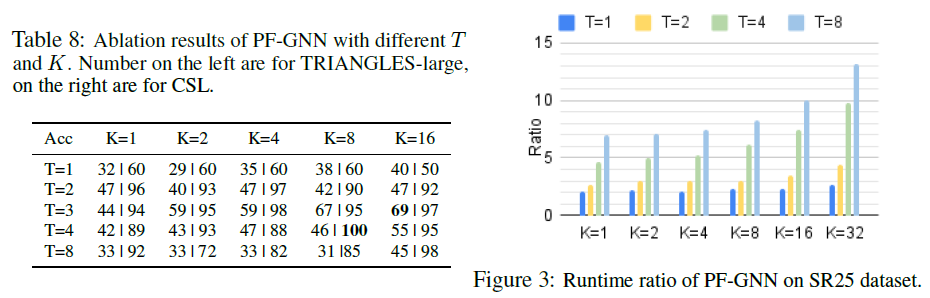 Table 8: Ablation results of PF-GNN with different T
and K. Number on the left are for TRIANGLES-large,
on the right are for CSL.
Acc K=1 K=2 K=4 K=8 K=16
T=1 32 | 60 29 | 60 35 | 60 38 | 60 40 | 50
T=2 47 | 96 40 | 93 47 | 97 42 | 90 47 | 92
T=3 44 | 94 59 | 95 59 | 98 67 | 95 69 | 97
T=4 42 | 89 43 | 93 47 | 88 46 | 100 55 | 95
T=8 33 | 92 33 | 72 33 | 82 31 |85 45 | 98
T=1 T=2 T=4 T=8
15
10
5
0
Ratio
K=1 K=2 K=4 K=8 K=16 K=32
Figure 3: Runtime ratio of PF-GNN on SR25 dataset.